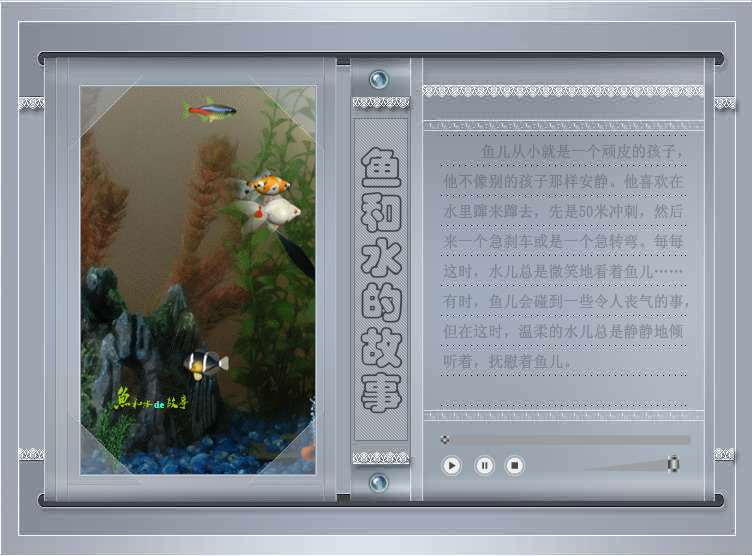 魚和水de故事
鱼和水的故事
鱼儿从小就是一个顽皮的孩子，
他不像别的孩子那样安静。他喜欢在
水里蹿来蹿去，先是50米冲刺，然后
来一个急刹车或是一个急转弯。每每
这时，水儿总是微笑地看着鱼儿……
有时，鱼儿会碰到一些令人丧气的事，
但在这时，温柔的水儿总是静静地倾
听着，抚慰着鱼儿。